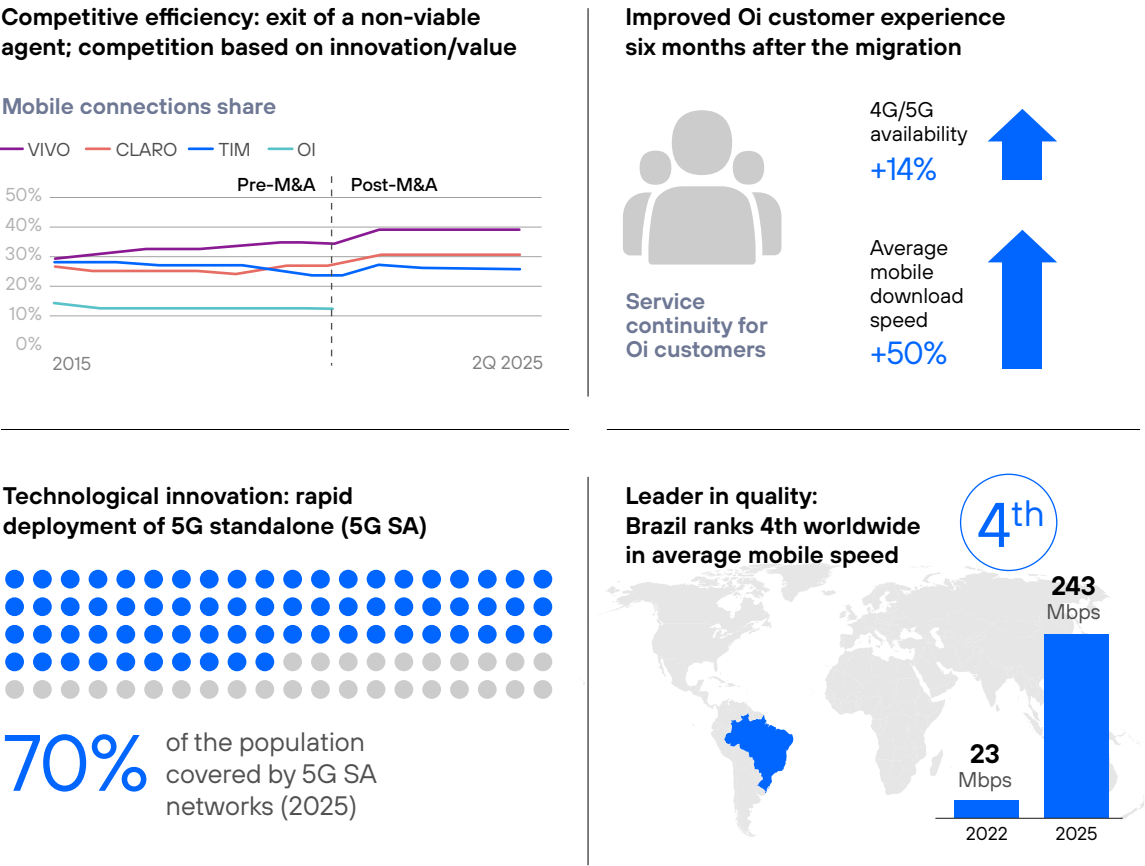 Competitive efficiency: exit of a non-viable
agent; competition based on innovation/value
Mobile connections share
VIVO CLARO TIM OI
Pre-M&A Post-M&A
50%
40%
30%
20%
10%
0%
2015 2Q 2025
Improved Oi customer experience
six months after the migration
Service
continuity for
Oi customers
4G/5G
availability
+14%
Average
mobile
download
speed
+50%
Technological innovation: rapid
deployment of 5G standalone (5G SA)
70%
of the population
covered by 5G SA
networks (2025)
Leader in quality:
Brazil ranks 4th worldwide
in average mobile speed
4th
243
Mbps
23
Mbps
2022 2025